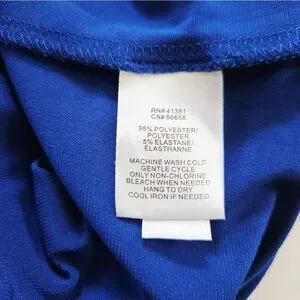 RN# 41381
CA# 56658
95% POLYESTER/
POLYESTER
5% ELASTANE/
ÉLASTHANNE
MACHINE WASH COLD
GENTLE CYCLE
ONLY NON-CHLORINE
BLEACH WHEN NEEDED
HANG TO DRY
COOL IRON IF NEEDED